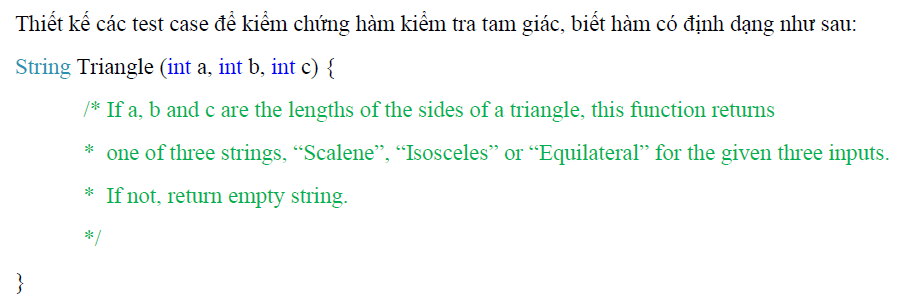 Thiết kế các test case để kiểm chứng hàm kiểm tra tam giác, biết hàm có định dạng như sau:
String Triangle (int a, int b, int c) {
/* If a, b and c are the lengths of the sides of a triangle, this function returns
* one of three strings, “Scalene”, “Isosceles” or “Equilateral” for the given three inputs.
* If not, return empty string.
*/
}